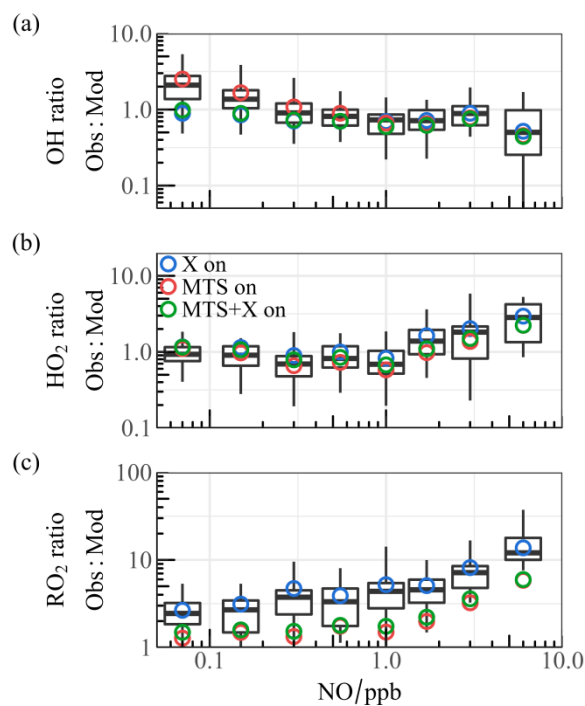 (a)
OH ratio
Obs : Mod
10.0
1.0
0.1
(b)
HO₂ ratio
Obs : Mod
10.0
1.0
0.1
X on
MTS on
MTS+X on
(c)
RO₂ ratio
Obs : Mod
100
10
1
0.1 1.0 10.0
NO/ppb